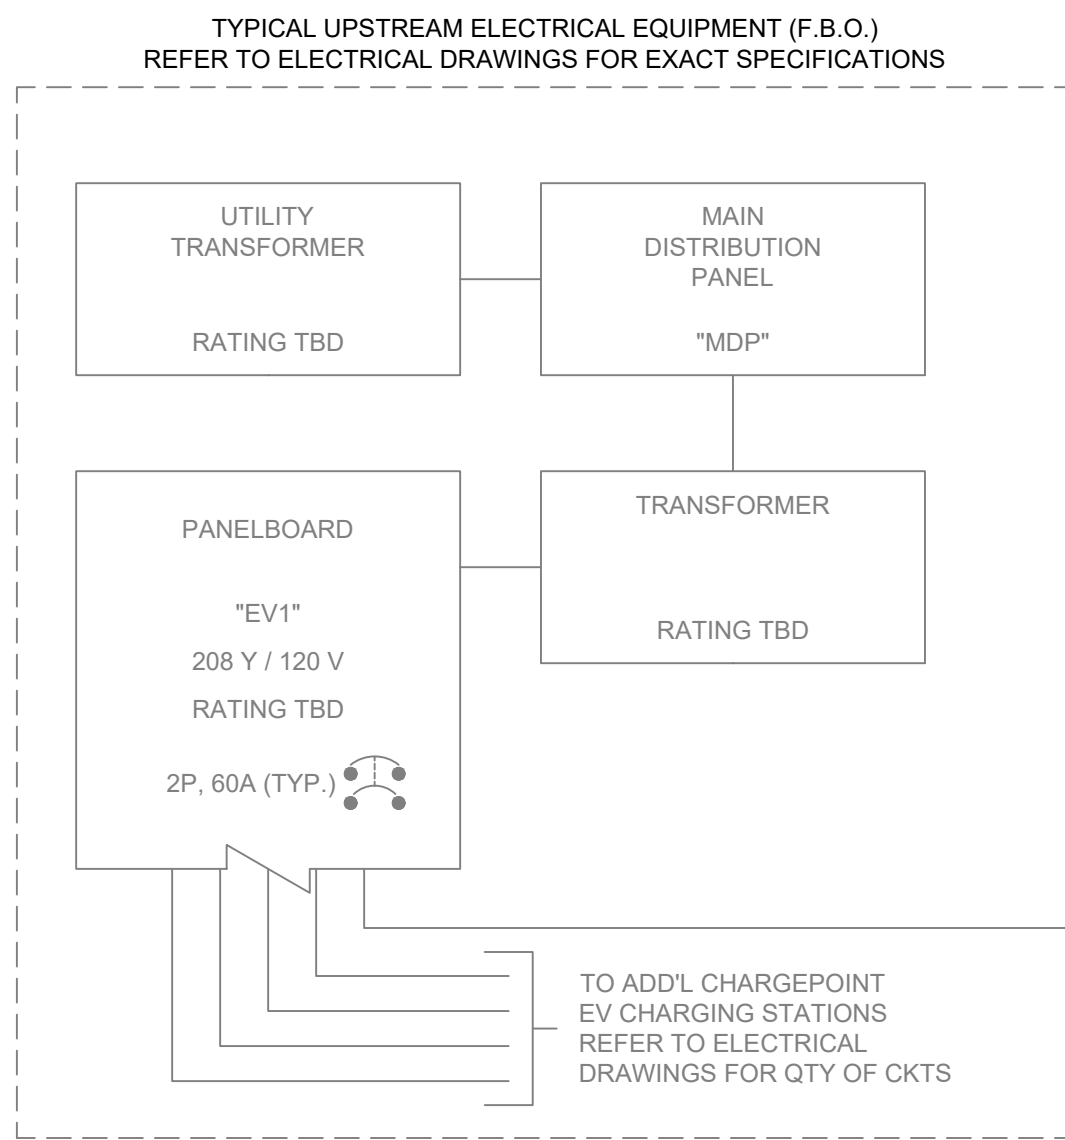 TYPICAL UPSTREAM ELECTRICAL EQUIPMENT (F.B.O.)
REFER TO ELECTRICAL DRAWINGS FOR EXACT SPECIFICATIONS
UTILITY
TRANSFORMER
RATING TBD
MAIN
DISTRIBUTION
PANEL
"MDP"
PANELBOARD
"EV1"
208 Y / 120 V
RATING TBD
2P, 60A (TYP.)
TRANSFORMER
RATING TBD
TO ADD'L CHARGEPOINT
EV CHARGING STATIONS
REFER TO ELECTRICAL
DRAWINGS FOR QTY OF CKTS